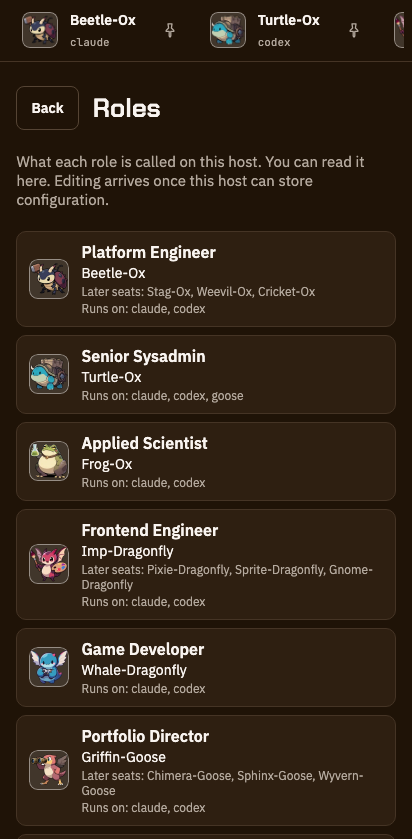 Beetle-Ox
claude
Turtle-Ox
codex
Back
Roles
What each role is called on this host. You can read it
here. Editing arrives once this host can store
configuration.
Platform Engineer
Beetle-Ox
Later seats: Stag-Ox, Weevil-Ox, Cricket-Ox
Runs on: claude, codex
Senior Sysadmin
Turtle-Ox
Runs on: claude, codex, goose
Applied Scientist
Frog-Ox
Runs on: claude, codex
Frontend Engineer
Imp-Dragonfly
Later seats: Pixie-Dragonfly, Sprite-Dragonfly, Gnome-
Dragonfly
Runs on: claude, codex
Game Developer
Whale-Dragonfly
Runs on: claude, codex
Portfolio Director
Griffin-Goose
Later seats: Chimera-Goose, Sphinx-Goose, Wyvern-
Goose
Runs on: claude, codex